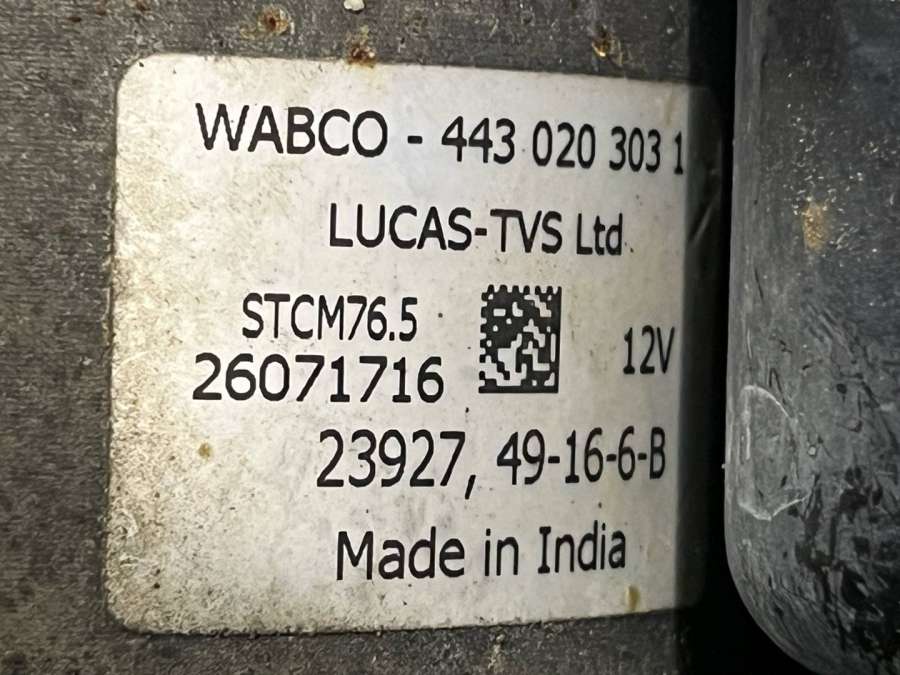 WABCO - 443 020 303 1
LUCAS-TVS Ltd
STCM76.5
12V
26071716
23927, 49-16-6-B
Made in India